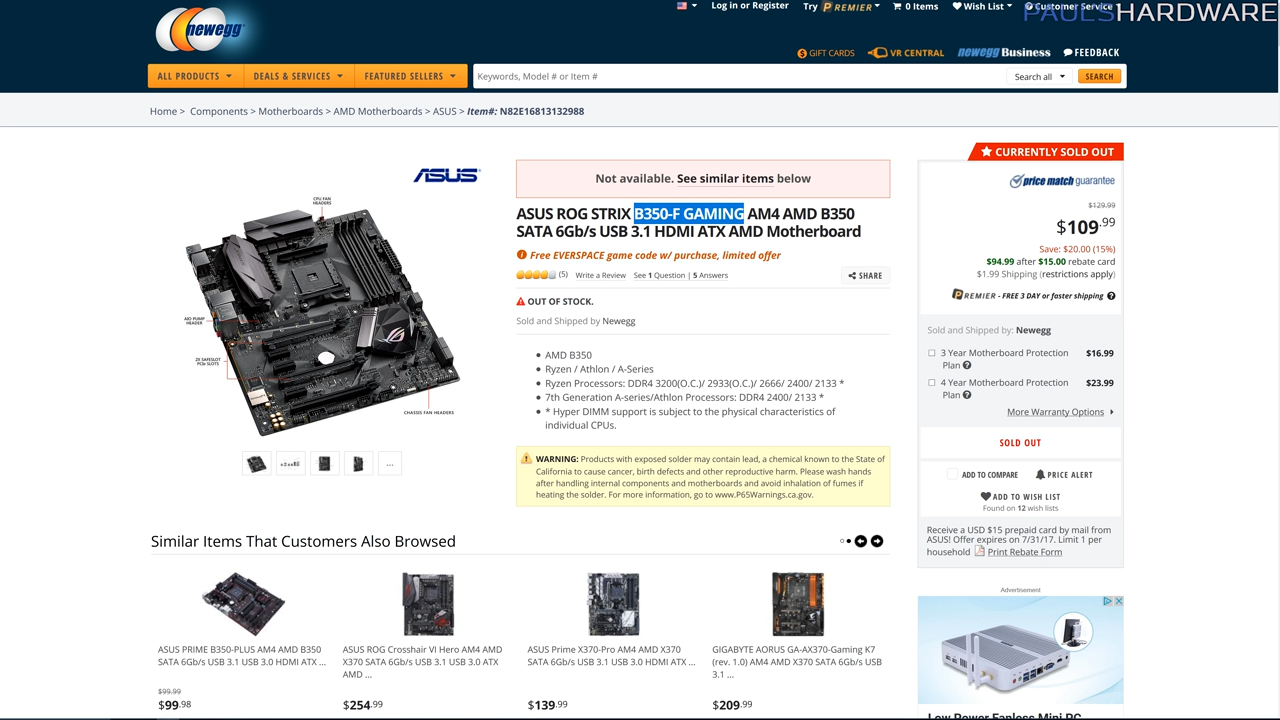 newegg
Log in or Register
Try PREMIER
0 Items
Wish List
Customer Service
PAULSHARDWARE
GIFT CARDS
VR CENTRAL
newegg Business
FEEDBACK
ALL PRODUCTS
DEALS & SERVICES
FEATURED SELLERS
Keywords, Model # or Item #
Search all
SEARCH
Home > Components > Motherboards > AMD Motherboards > ASUS > Item#: N82E16813132988
ASUS
CPU FAN
HEADERS
AIO PUMP
HEADER
2X SAFESLOT
PCIe SLOTS
CHASSIS FAN HEADERS
...
Not available. See similar items below
ASUS ROG STRIX B350-F GAMING AM4 AMD B350
SATA 6Gb/s USB 3.1 HDMI ATX AMD Motherboard
Free EVERSPACE game code w/ purchase, limited offer
(5) Write a Review See 1 Question | 5 Answers
SHARE
OUT OF STOCK.
Sold and Shipped by Newegg
• AMD B350
• Ryzen / Athlon / A-Series
• Ryzen Processors: DDR4 3200(O.C.)/ 2933(O.C.)/ 2666/ 2400/ 2133 *
• 7th Generation A-series/Athlon Processors: DDR4 2400/ 2133 *
• * Hyper DIMM support is subject to the physical characteristics of
individual CPUs.
WARNING: Products with exposed solder may contain lead, a chemical known to the State of
California to cause cancer, birth defects and other reproductive harm. Please wash hands
after handling internal components and motherboards and avoid inhalation of fumes if
heating the solder. For more information, go to www.P65Warnings.ca.gov.
CURRENTLY SOLD OUT
price match guarantee
$129.99
$109.99
Save: $20.00 (15%)
$94.99 after $15.00 rebate card
$1.99 Shipping (restrictions apply)
PREMIER - FREE 3 DAY or faster shipping
Sold and Shipped by: Newegg
3 Year Motherboard Protection $16.99
Plan
4 Year Motherboard Protection $23.99
Plan
More Warranty Options
SOLD OUT
ADD TO COMPARE
PRICE ALERT
ADD TO WISH LIST
Found on 12 wish lists
Receive a USD $15 prepaid card by mail from
ASUS! Offer expires on 7/31/17. Limit 1 per
household Print Rebate Form
Advertisement
Low Power Fanless Mini PC
Similar Items That Customers Also Browsed
ASUS PRIME B350-PLUS AM4 AMD B350
SATA 6Gb/s USB 3.1 USB 3.0 HDMI ATX ...
$99.99
$99.98
ASUS ROG Crosshair VI Hero AM4 AMD
X370 SATA 6Gb/s USB 3.1 USB 3.0 ATX
AMD ...
$254.99
ASUS Prime X370-Pro AM4 AMD X370
SATA 6Gb/s USB 3.1 USB 3.0 HDMI ATX ...
$139.99
GIGABYTE AORUS GA-AX370-Gaming K7
(rev. 1.0) AM4 AMD X370 SATA 6Gb/s USB
3.1 ...
$209.99